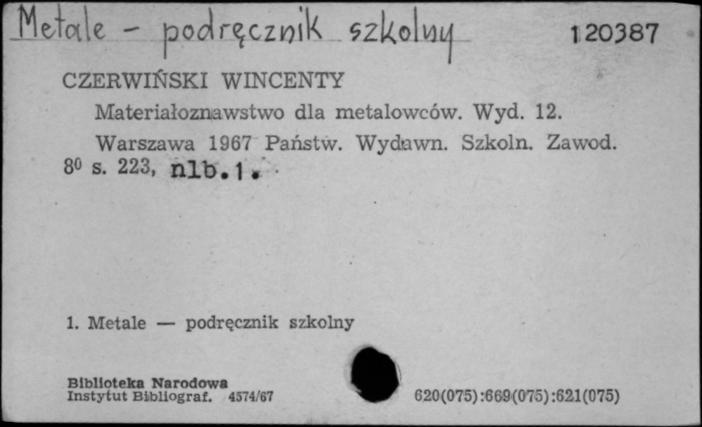 Metale - podręcznik szkolny 120387
CZERWIŃSKI WINCENTY
Materiałoznawstwo dla metalowców. Wyd. 12.
Warszawa 1967 Państw. Wydawn. Szkoln. Zawod.
8⁰ s. 223, nlb.1.
1. Metale — podręcznik szkolny
Biblioteka Narodowa
Instytut Bibliograf. 4574/67 620(075):669(075):621(075)